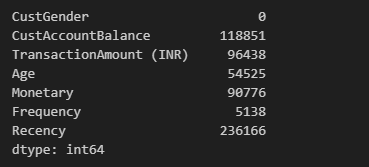 CustGender 0
CustAccountBalance 118851
TransactionAmount (INR) 96438
Age 54525
Monetary 90776
Frequency 5138
Recency 236166
dtype: int64